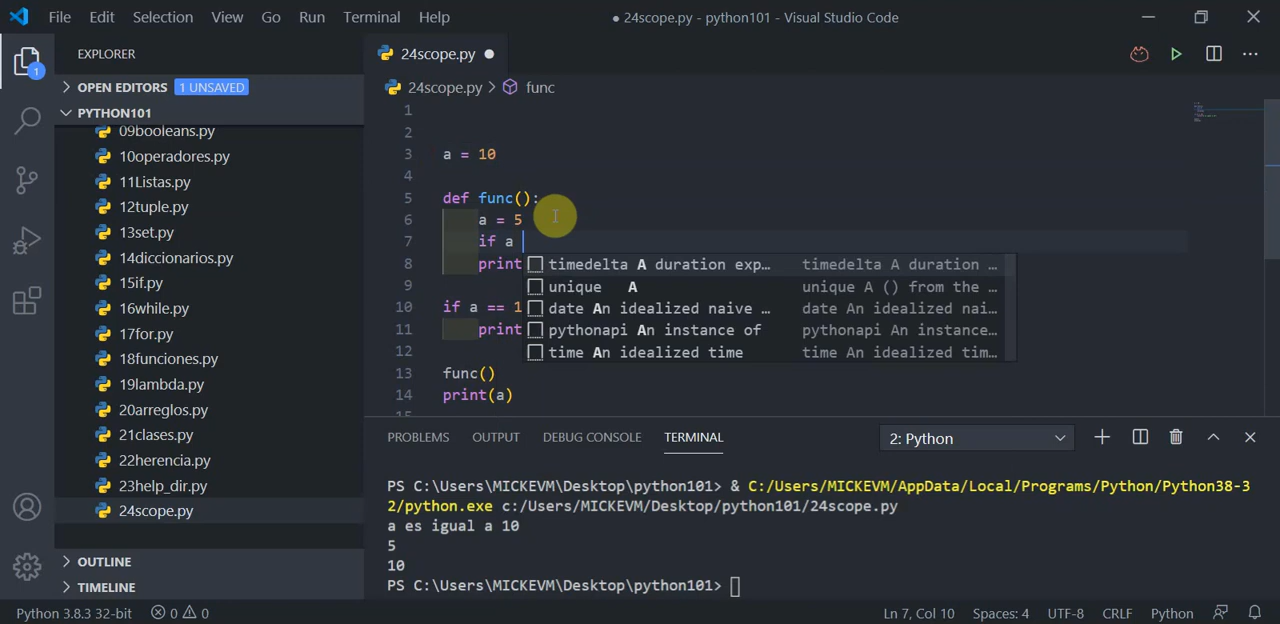 File Edit Selection View Go Run Terminal Help
● 24scope.py - python101 - Visual Studio Code
EXPLORER
OPEN EDITORS 1 UNSAVED
PYTHON101
09booleans.py
10operadores.py
11Listas.py
12tuple.py
13set.py
14diccionarios.py
15if.py
16while.py
17for.py
18funciones.py
19lambda.py
20arreglos.py
21clases.py
22herencia.py
23help_dir.py
24scope.py
OUTLINE
TIMELINE
1
24scope.py ●
24scope.py > func
1
2
3 a = 10
4
5 def func():
6 a = 5
7 if a
8 print
9
10 if a == 1
11 print
12
13 func()
14 print(a)
15
timedelta A duration exp… timedelta A duration …
unique A unique A () from the …
date An idealized naive … date An idealized nai…
pythonapi An instance of pythonapi An instance…
time An idealized time time An idealized tim…
PROBLEMS OUTPUT DEBUG CONSOLE TERMINAL 2: Python
PS C:\Users\MICKEVM\Desktop\python101> & C:/Users/MICKEVM/AppData/Local/Programs/Python/Python38-3
2/python.exe c:/Users/MICKEVM/Desktop/python101/24scope.py
a es igual a 10
5
10
PS C:\Users\MICKEVM\Desktop\python101>
Python 3.8.3 32-bit 0 0 Ln 7, Col 10 Spaces: 4 UTF-8 CRLF Python